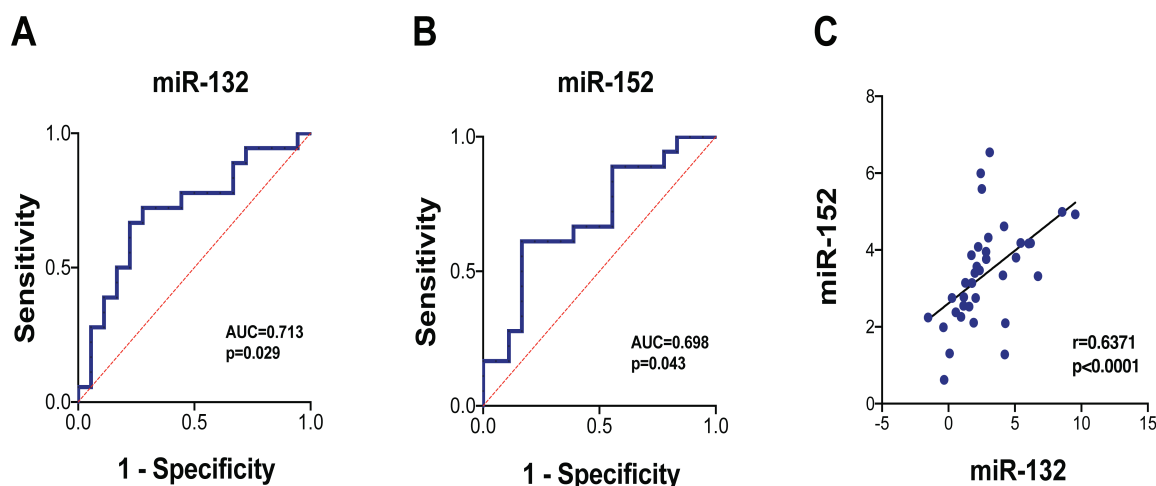 A
miR-132
Sensitivity
1.0
0.5
0.0
0.0
0.5
1.0
AUC=0.713
p=0.029
1 - Specificity
B
miR-152
Sensitivity
1.0
0.5
0.0
0.0
0.5
1.0
AUC=0.698
p=0.043
1 - Specificity
C
miR-152
8
6
4
2
0
-5
0
5
10
15
r=0.6371
p<0.0001
miR-132